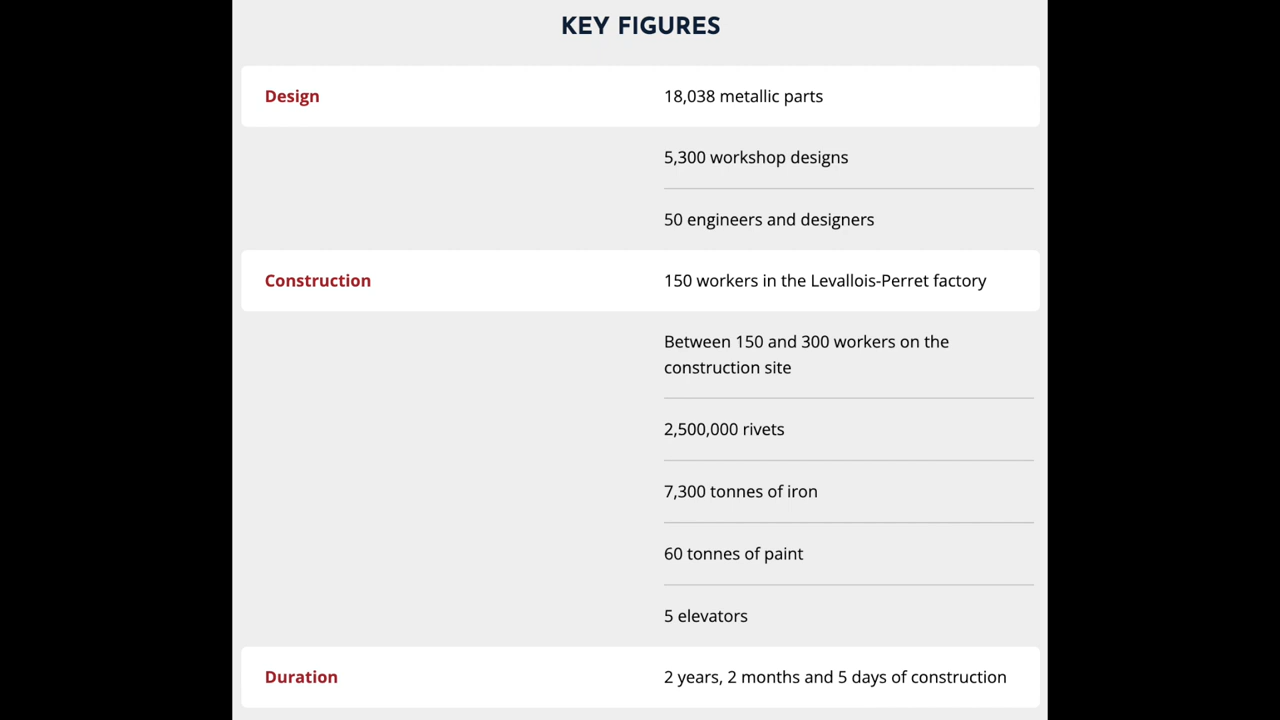 KEY FIGURES
Design
18,038 metallic parts
5,300 workshop designs
50 engineers and designers
Construction
150 workers in the Levallois-Perret factory
Between 150 and 300 workers on the
construction site
2,500,000 rivets
7,300 tonnes of iron
60 tonnes of paint
5 elevators
Duration
2 years, 2 months and 5 days of construction